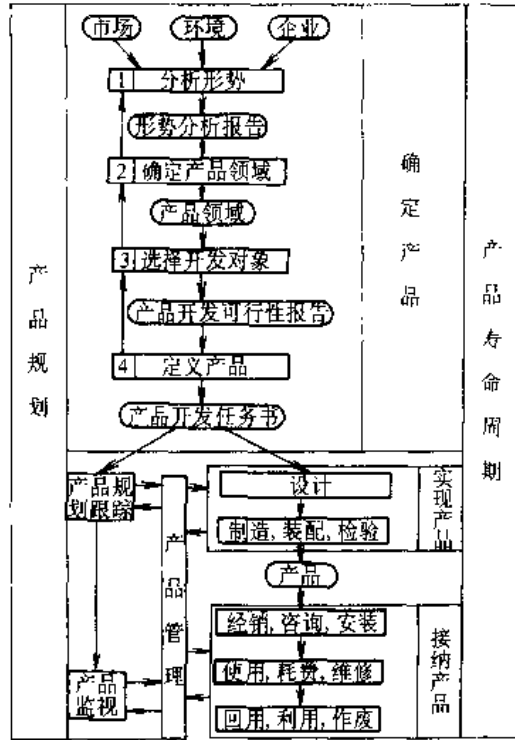 市场
环境
企业
1 分析形势
形势分析报告
2 确定产品领域
产品领域
3 选择开发对象
产品开发可行性报告
4 定义产品
产品开发任务书
产品规划
确定产品
产品寿命周期
产品规
划跟踪
产品管理
设计
制造,装配,检验
实现产品
产品
经销,咨询,安装
使用,耗费,维修
回用,利用,作废
接纳产品
产品
监视